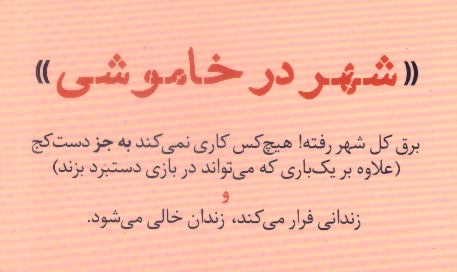 «شهر در خاموشی»
برق کل شهر رفته! هیچ‌کس کاری نمی‌کند به جز دست‌کج
(علاوه بر یک‌باری که می‌تواند در بازی دستبرد بزند)
و
زندانی فرار می‌کند، زندان خالی می‌شود.